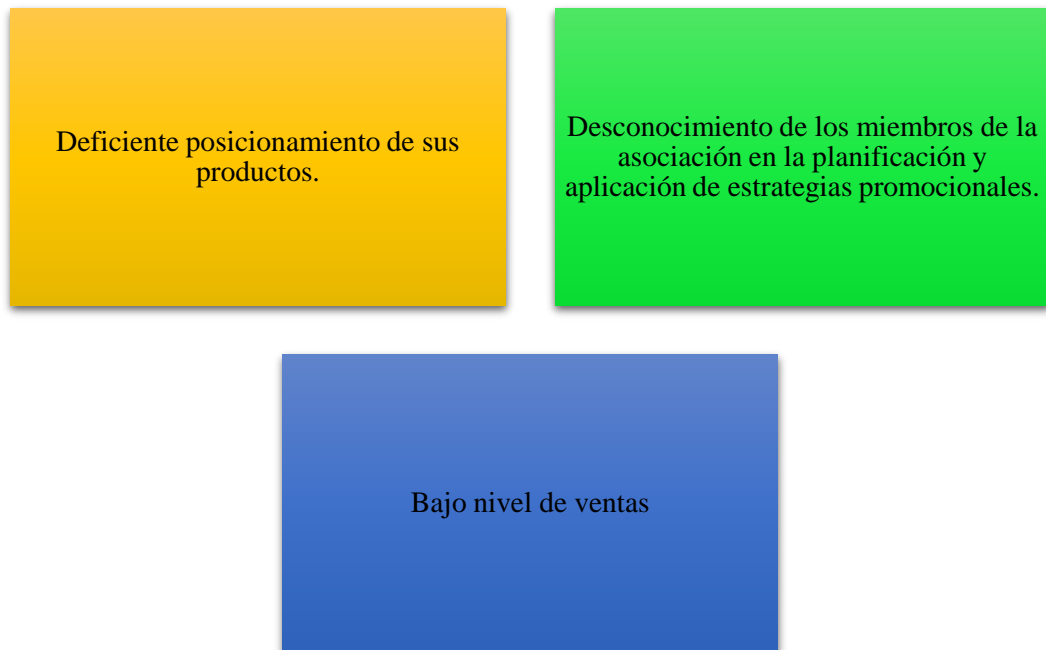 Deficiente posicionamiento de sus
productos.
Desconocimiento de los miembros de la
asociación en la planificación y
aplicación de estrategias promocionales.
Bajo nivel de ventas